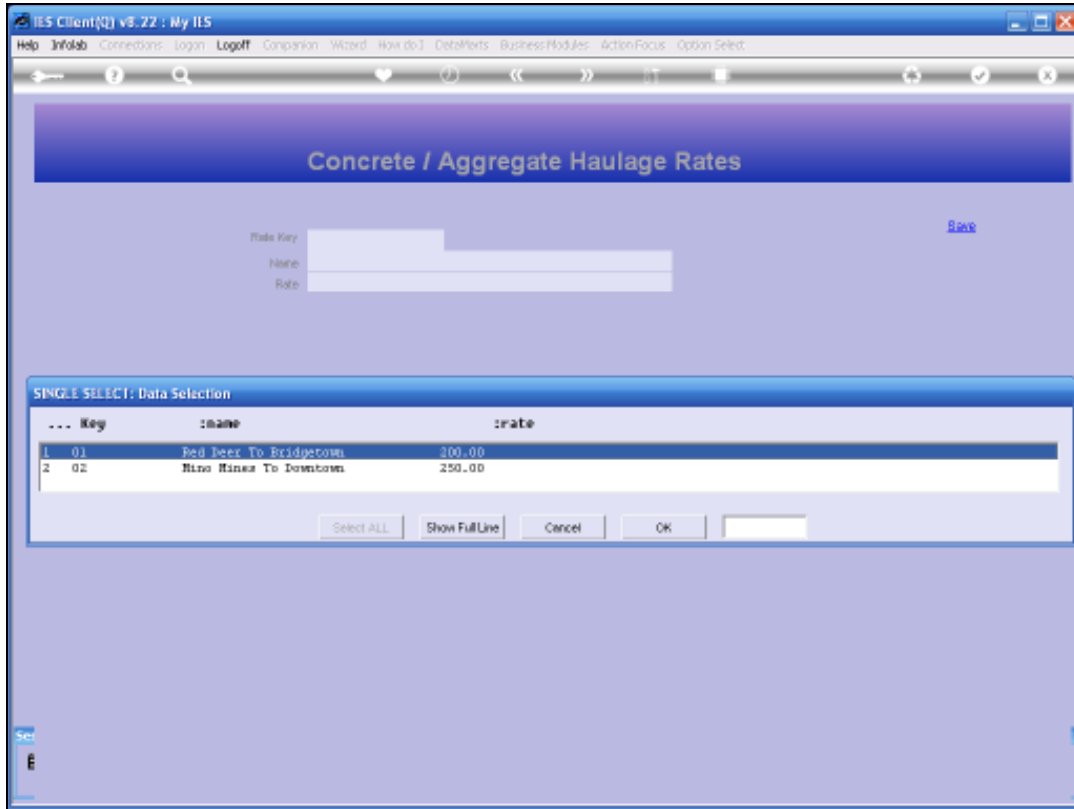 IES Client(Q) v8.22 : My IES
Help Infolab Connections Logon Logoff Companion Wizard How do I DataMarts Business Modules Action Focus Option Select
Concrete / Aggregate Haulage Rates
Save
Rate Key
Name
Rate
SINGLE SELECT: Data Selection
... Key :name :rate
1 01 Red Deer To Bridgetown 200.00
2 02 To Downtown 250.00
Select ALL Show Full Line Cancel OK
Se